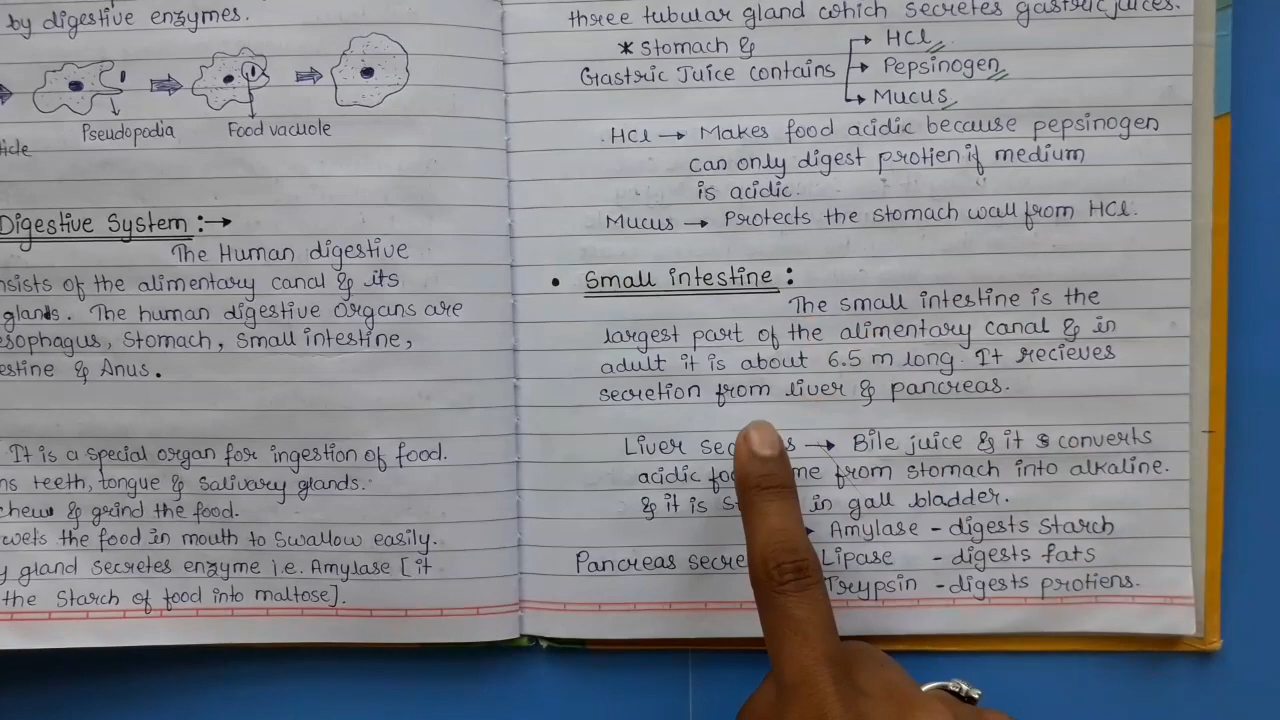 by digestive enzymes.
Pseudopodia
Food vacuole
Digestive System :→
The Human digestive
nsists of the alimentary canal & its
glands. The human digestive organs are
esophagus, Stomach, Small intestine,
estine & Anus.
It is a special organ for ingestion of food.
ns teeth, tongue & Salivary glands.
chew & grind the food.
wets the food in mouth to swallow easily.
y gland secretes enzyme i.e. Amylase [it
the Starch of food into maltose].
three tubular gland which secretes gastric juices.
* Stomach &
Gastric Juice contains
→ HCl
→ Pepsinogen
→ Mucus
HCl → Makes food acidic because pepsinogen
can only digest protien if medium
is acidic.
Mucus → Protects the stomach wall from HCl.
• Small intestine :
The small intestine is the
largest part of the alimentary canal & in
adult it is about 6.5 m long. It recieves
secretion from liver & pancreas.
Liver → Bile juice & it converts
acidic from stomach into alkaline.
& it is in gall bladder.
Amylase - digests Starch
Pancreas Lipase - digests fats
Trypsin - digests protiens.